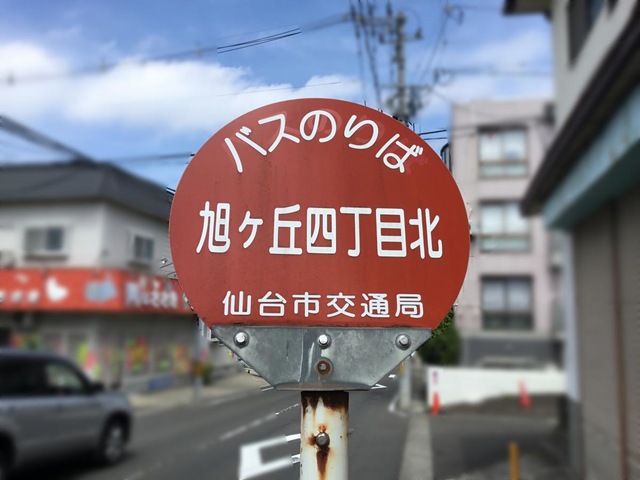 バスのりば
旭ヶ丘四丁目北
仙台市交通局